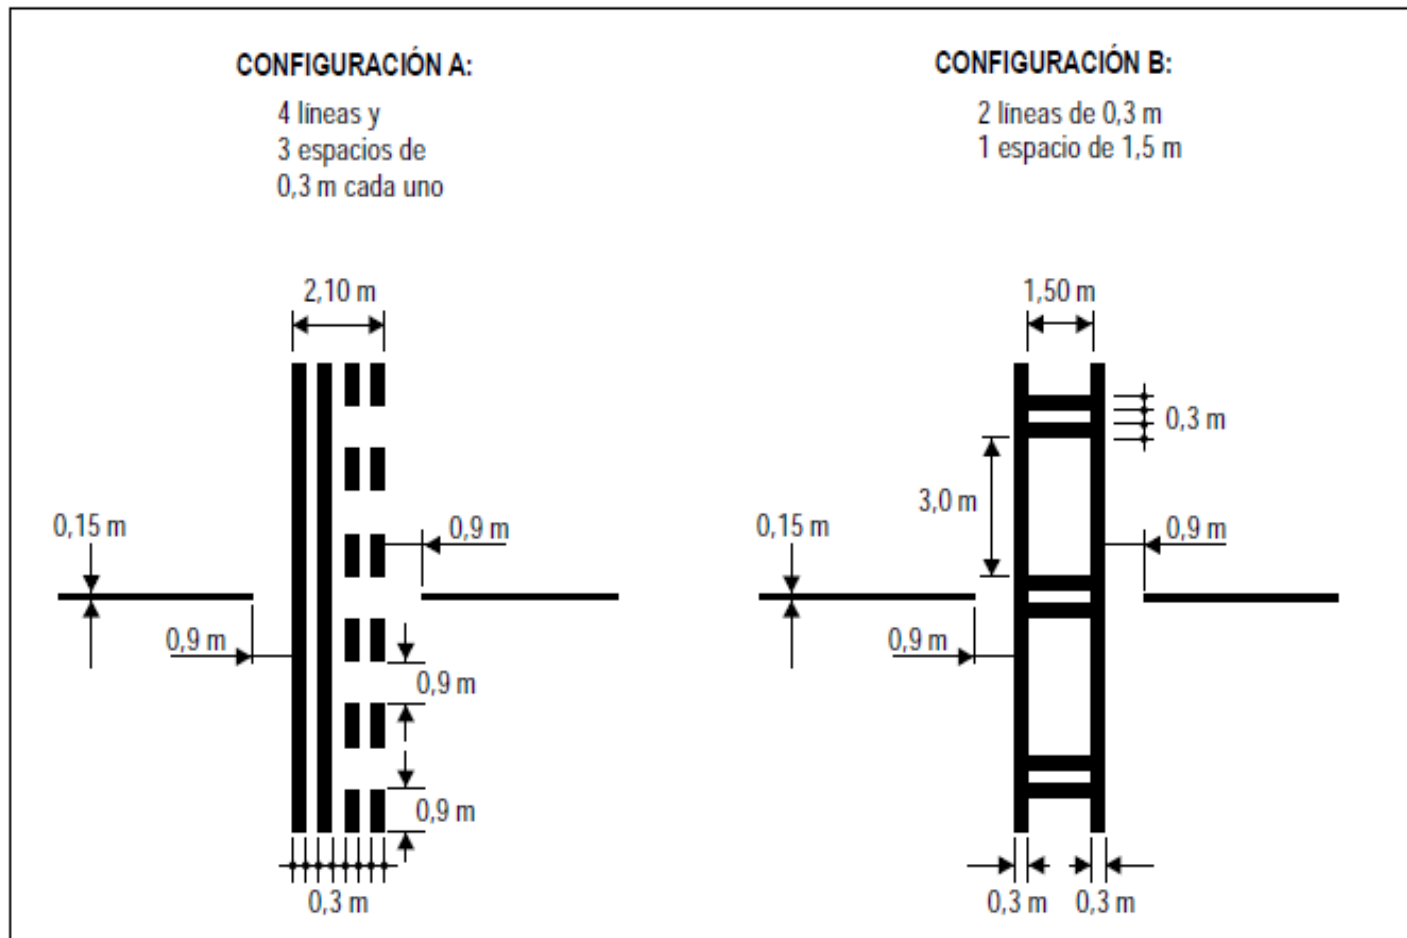 CONFIGURACIÓN A:
4 líneas y
3 espacios de
0,3 m cada uno
2,10 m
0,15 m
0,9 m
0,9 m
0,9 m
0,9 m
0,3 m
CONFIGURACIÓN B:
2 líneas de 0,3 m
1 espacio de 1,5 m
1,50 m
0,3 m
3,0 m
0,15 m
0,9 m
0,9 m
0,3 m
0,3 m